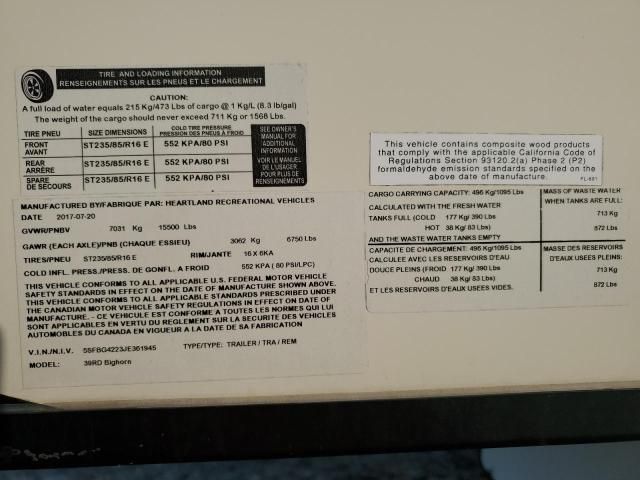 TIRE AND LOADING INFORMATION
RENSEIGNEMENTS SUR LES PNEUS ET LE CHARGEMENT
CAUTION:
A full load of water equals 215 Kg/473 Lbs of cargo @ 1 Kg/L (8.3 lb/gal)
The weight of the cargo should never exceed 711 Kg or 1568 Lbs.
TIRE PNEU SIZE DIMENSIONS COLD TIRE PRESSURE
PRESSION DES PNEUS À FROID
FRONT
AVANT ST235/85/R16 E 552 KPA/80 PSI
REAR
ARRÈRE ST235/85/R16 E 552 KPA/80 PSI
SPARE
DE SECOURS ST235/85/R16 E 552 KPA/80 PSI
SEE OWNER'S
MANUAL FOR
ADDITIONAL
INFORMATION
VOIR LE MANUEL
DE L'USAGER
POUR PLUS DE
RENSEIGNEMENTS
MANUFACTURED BY/FABRIQUE PAR: HEARTLAND RECREATIONAL VEHICLES
DATE 2017-07-20
GVWR/PNBV 7031 Kg 15500 Lbs
GAWR (EACH AXLE)/PNB (CHAQUE ESSIEU) 3062 Kg 6750 Lbs
TIRES/PNEU ST235/85/R16 E RIM/JANTE 16 X 6KA
COLD INFL. PRESS./PRESS. DE GONFL. A FROID 552 KPA ( 80 PSI/LPC)
THIS VEHICLE CONFORMS TO ALL APPLICABLE U.S. FEDERAL MOTOR VEHICLE
SAFETY STANDARDS IN EFFECT ON THE DATE OF MANUFACTURE SHOWN ABOVE.
THIS VEHICLE CONFORMS TO ALL APPLICABLE STANDARDS PRESCRIBED UNDER
THE CANADIAN MOTOR VEHICLE SAFETY REGULATIONS IN EFFECT ON DATE OF
MANUFACTURE. - CE VEHICULE EST CONFORME A TOUTES LES NORMES QUI LUI
SONT APPLICABLES EN VERTU DU REGLEMENT SUR LA SECURITE DES VEHICLES
AUTOMOBILES DU CANADA EN VIGUEUR A LA DATE DE SA FABRICATION
V.I.N./N.I.V. 5SFBG4223JE361945 TYPE/TYPE: TRAILER / TRA / REM
MODEL: 39RD Bighorn
This vehicle contains composite wood products
that comply with the applicable California Code of
Regulations Section 93120.2(a) Phase 2 (P2)
formaldehyde emission standards specified on the
above date of manufacture.
FL-881
CARGO CARRYING CAPACITY: 496 Kg/1095 Lbs
CALCULATED WITH THE FRESH WATER
TANKS FULL (COLD 177 Kg/ 390 Lbs
HOT 38 Kg/ 83 Lbs)
AND THE WASTE WATER TANKS EMPTY
CAPACITE DE CHARGEMENT: 496 Kg/1095 Lbs
CALCULEE AVEC LES RESERVOIRS D'EAU
DOUCE PLEINS (FROID 177 Kg/ 390 Lbs
CHAUD 38 Kg/ 83 Lbs)
ET LES RESERVOIRS D'EAU USÉES VIDES.
MASS OF WASTE WATER
WHEN TANKS ARE FULL:
713 Kg
872 Lbs
MASSE DES RESERVOIRS
D'EAUX USEES PLEINS:
713 Kg
872 Lbs